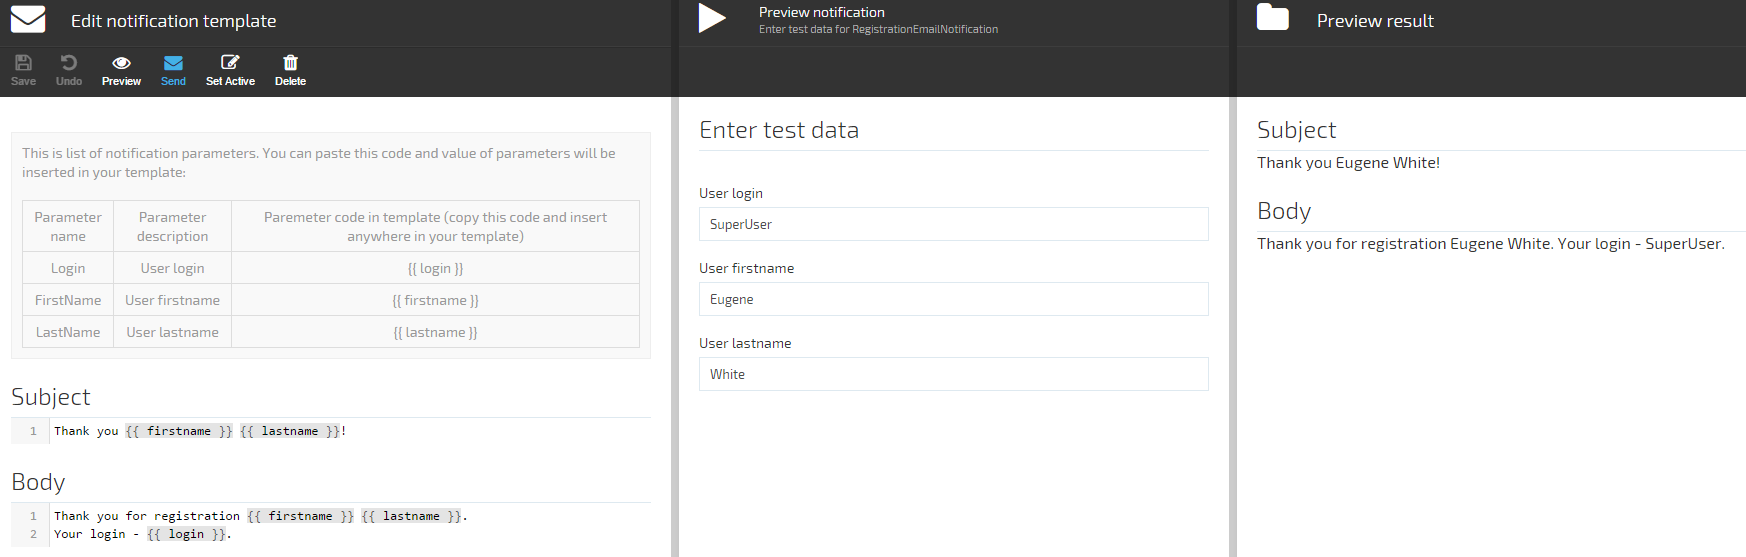 Edit notification template
Save Undo Preview Send Set Active Delete
This is list of notification parameters. You can paste this code and value of parameters will be
inserted in your template:
Parameter name Parameter description Paremeter code in template (copy this code and insert anywhere in your template)
Login User login {{ login }}
FirstName User firstname {{ firstname }}
LastName User lastname {{ lastname }}
Subject
1 Thank you {{ firstname }} {{ lastname }}!
Body
1 Thank you for registration {{ firstname }} {{ lastname }}.
2 Your login - {{ login }}.
Preview notification
Enter test data for RegistrationEmailNotification
Enter test data
User login
SuperUser
User firstname
Eugene
User lastname
White
Preview result
Subject
Thank you Eugene White!
Body
Thank you for registration Eugene White. Your login - SuperUser.